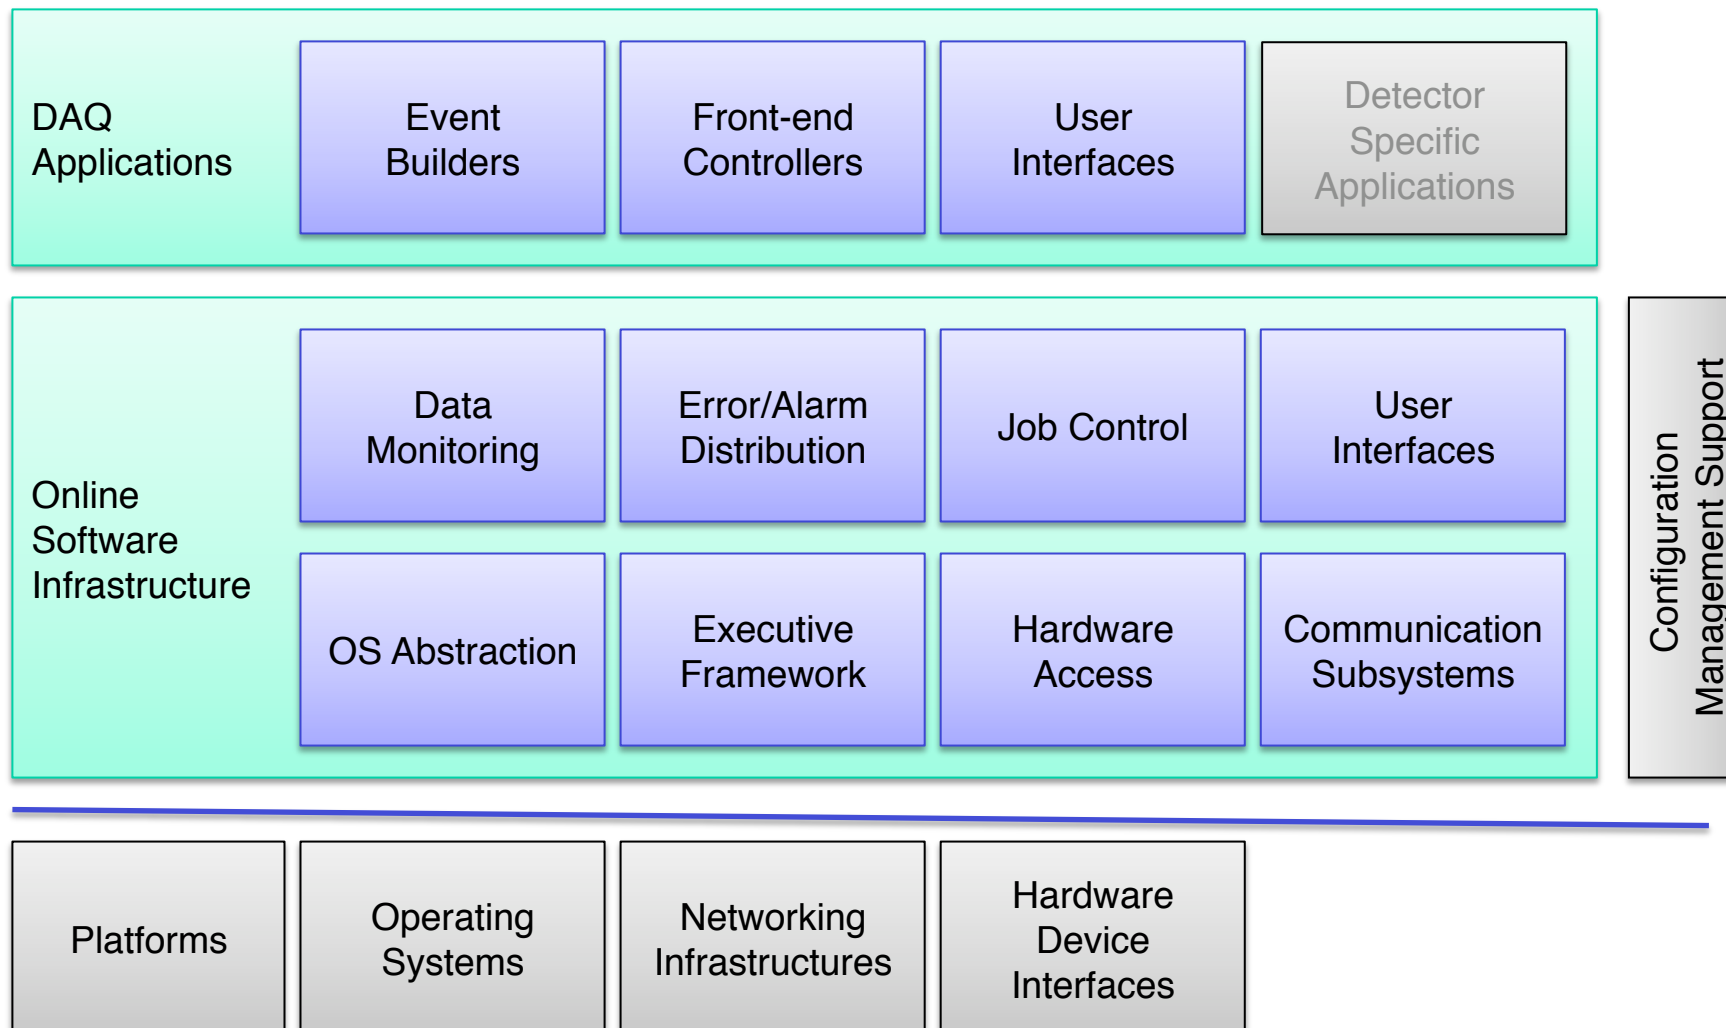 DAQ
Applications
Event
Builders
Front-end
Controllers
User
Interfaces
Detector
Specific
Applications
Online
Software
Infrastructure
Data
Monitoring
Error/Alarm
Distribution
Job Control
User
Interfaces
OS Abstraction
Executive
Framework
Hardware
Access
Communication
Subsystems
Configuration
Management Support
Platforms
Operating
Systems
Networking
Infrastructures
Hardware
Device
Interfaces